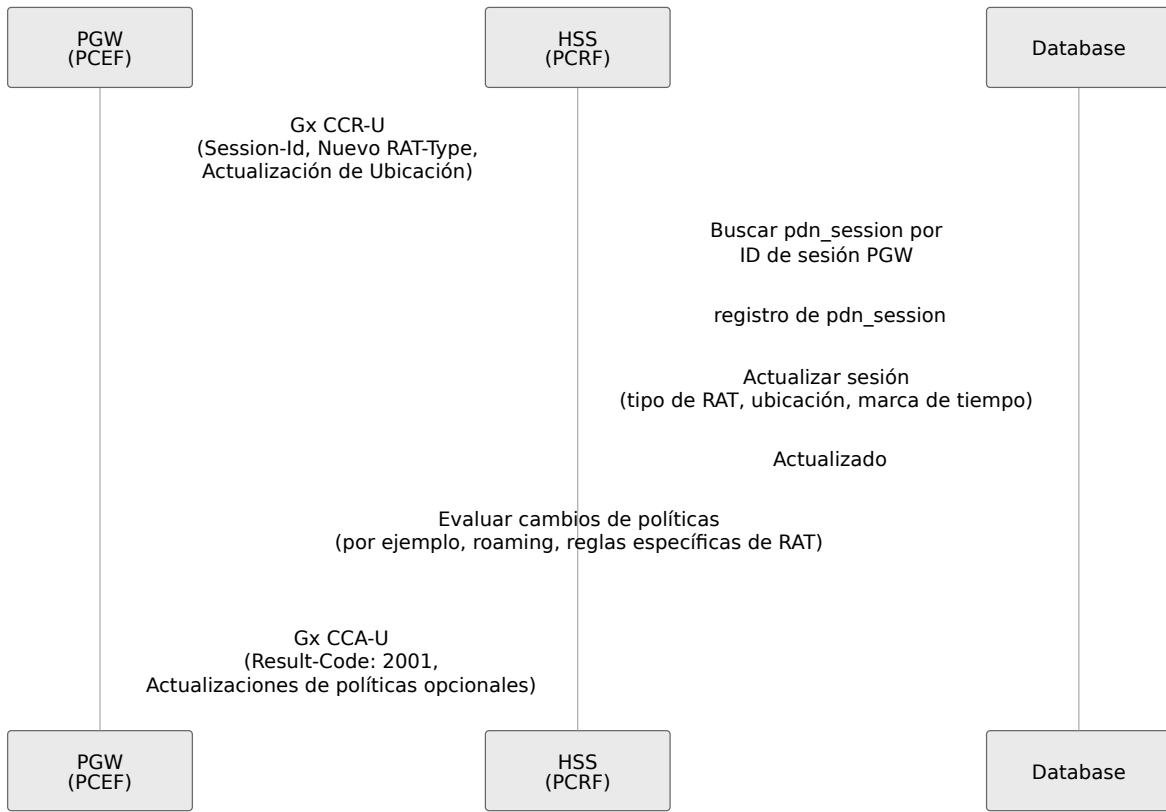 PGW
(PCEF)
HSS
(PCRF)
Database
Gx CCR-U
(Session-Id, Nuevo RAT-Type,
Actualización de Ubicación)
Buscar pdn_session por
ID de sesión PGW
registro de pdn_session
Actualizar sesión
(tipo de RAT, ubicación, marca de tiempo)
Actualizado
Evaluar cambios de políticas
(por ejemplo, roaming, reglas específicas de RAT)
Gx CCA-U
(Result-Code: 2001,
Actualizaciones de políticas opcionales)
PGW
(PCEF)
HSS
(PCRF)
Database